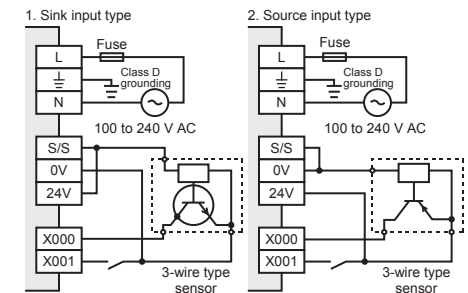 1. Sink input type
L
Fuse
Class D
grounding
N
100 to 240 V AC
S/S
0V
24V
X000
X001
3-wire type
sensor
2. Source input type
L
Fuse
Class D
grounding
N
100 to 240 V AC
S/S
0V
24V
X000
X001
3-wire type
sensor